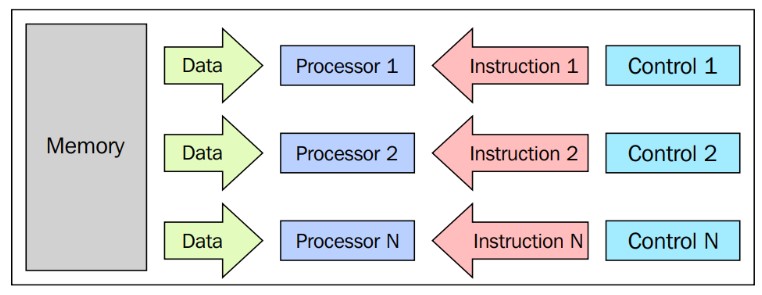 Memory
Data
Processor 1
Instruction 1
Control 1
Data
Processor 2
Instruction 2
Control 2
Data
Processor N
Instruction N
Control N